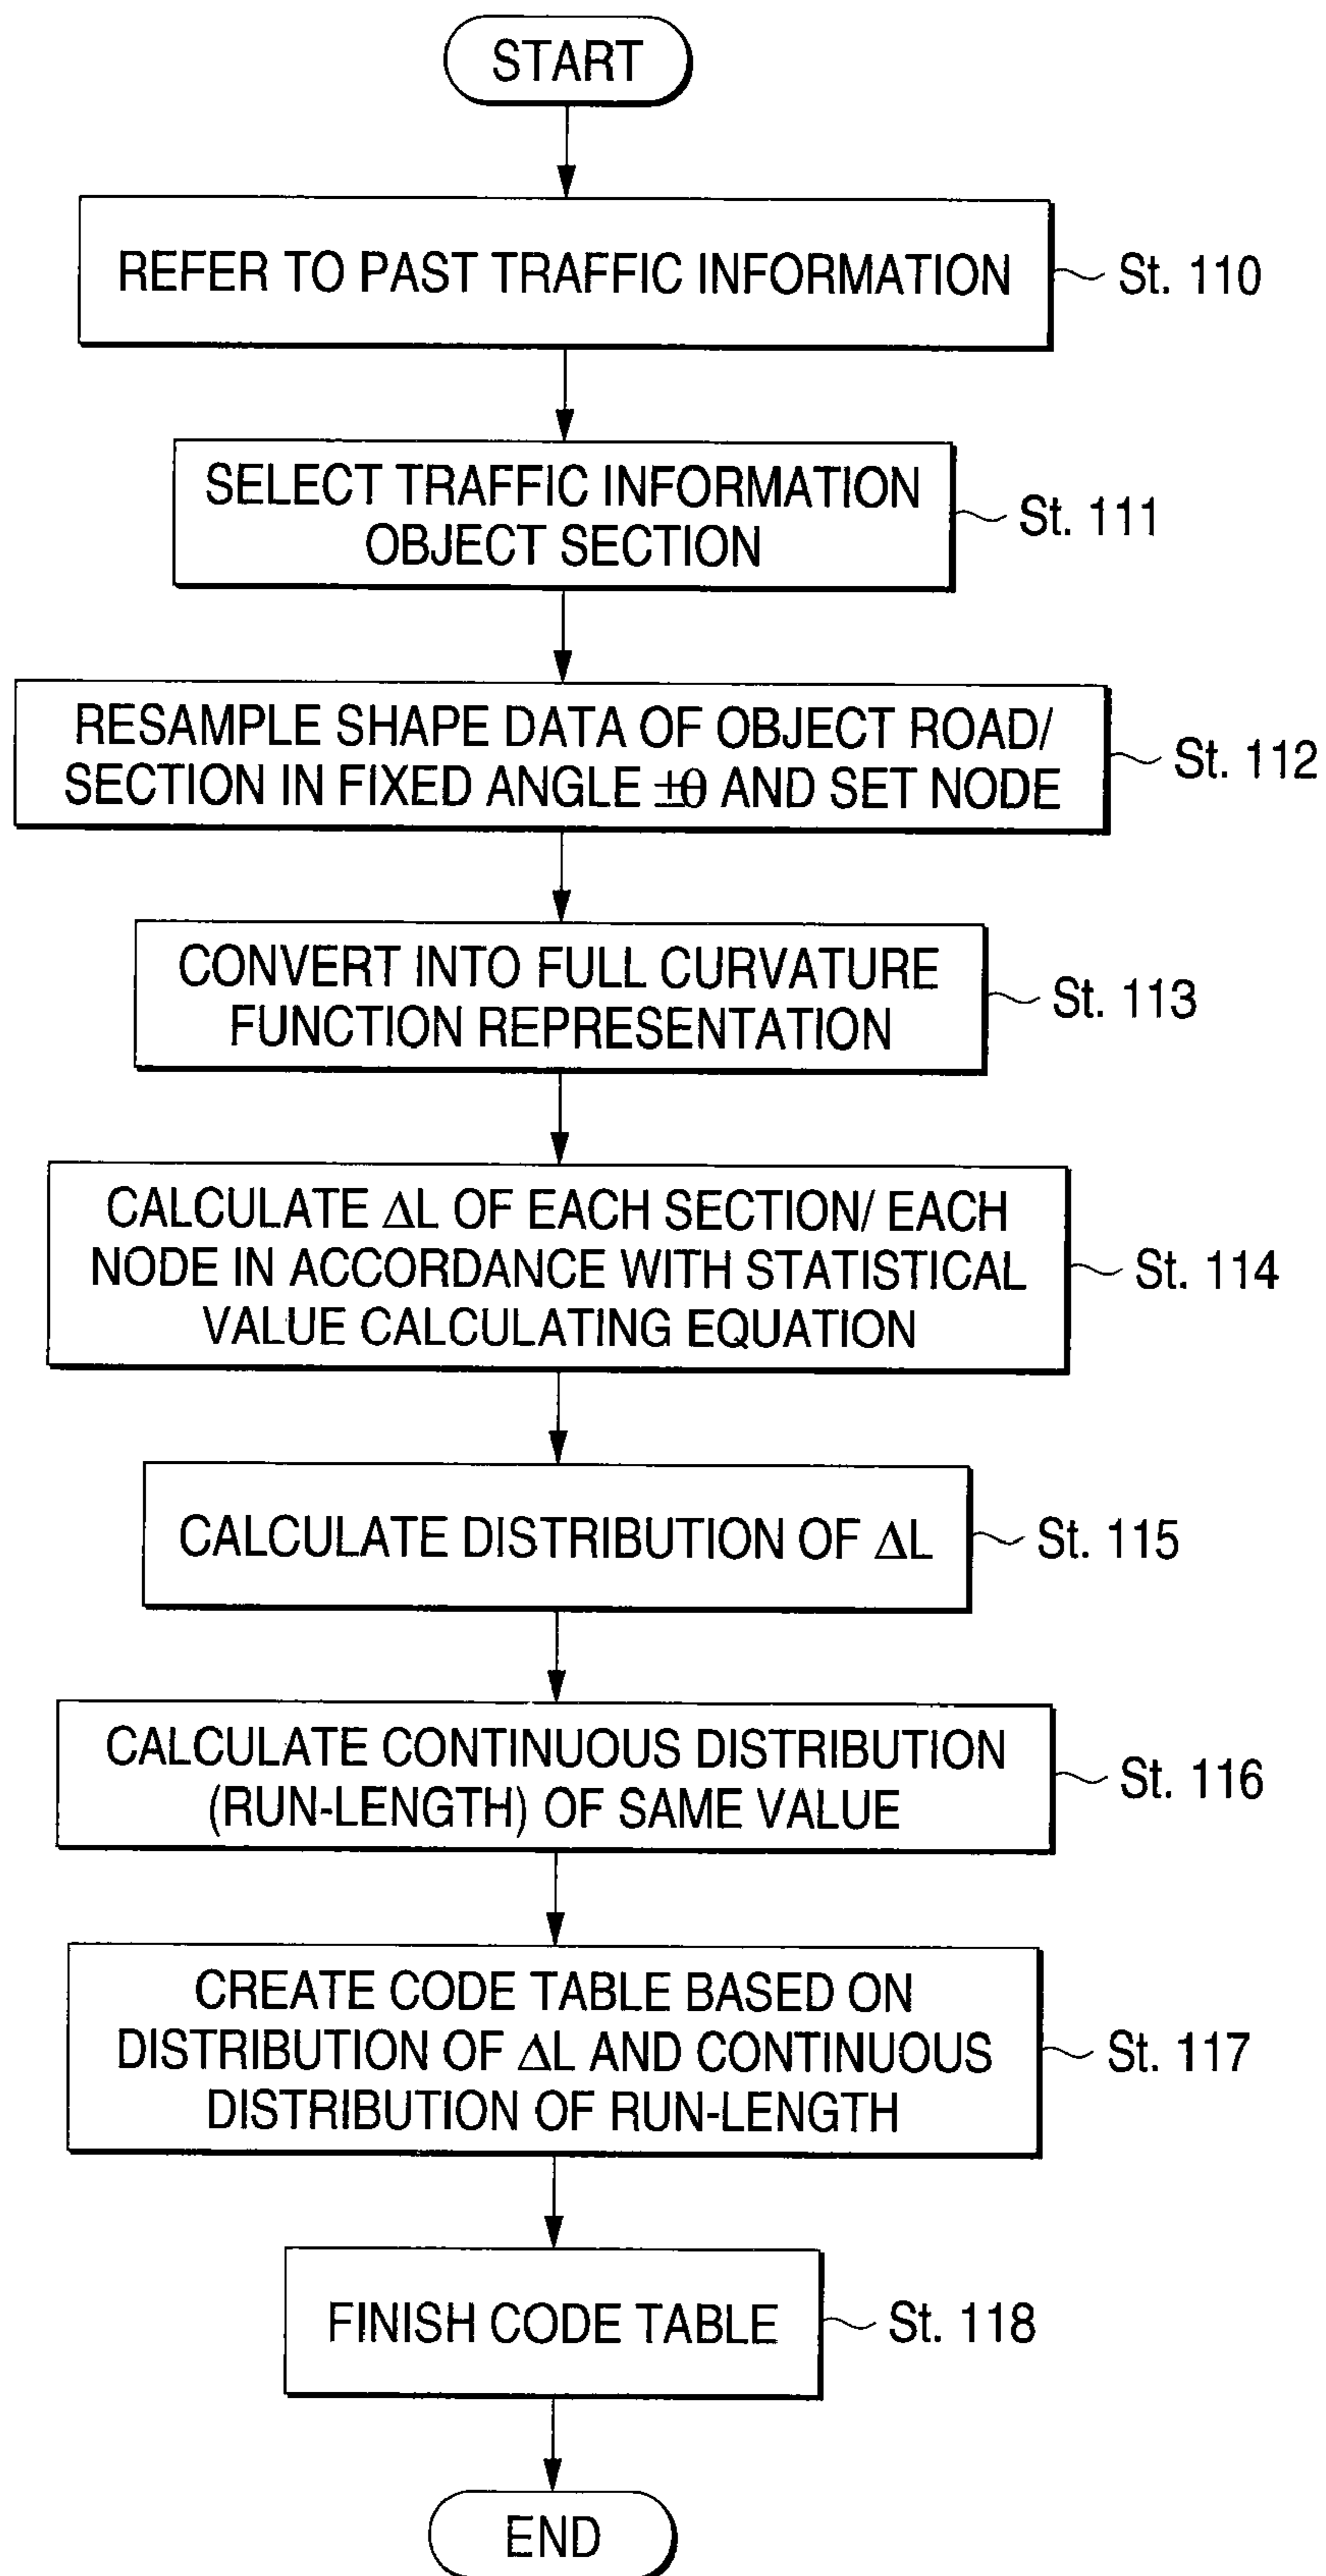 START
REFER TO PAST TRAFFIC INFORMATION
St. 110
SELECT TRAFFIC INFORMATION
OBJECT SECTION
St. 111
RESAMPLE SHAPE DATA OF OBJECT ROAD/
SECTION IN FIXED ANGLE ±θ AND SET NODE
St. 112
CONVERT INTO FULL CURVATURE
FUNCTION REPRESENTATION
St. 113
CALCULATE ΔL OF EACH SECTION/ EACH
NODE IN ACCORDANCE WITH STATISTICAL
VALUE CALCULATING EQUATION
St. 114
CALCULATE DISTRIBUTION OF ΔL
St. 115
CALCULATE CONTINUOUS DISTRIBUTION
(RUN-LENGTH) OF SAME VALUE
St. 116
CREATE CODE TABLE BASED ON
DISTRIBUTION OF ΔL AND CONTINUOUS
DISTRIBUTION OF RUN-LENGTH
St. 117
FINISH CODE TABLE
St. 118
END